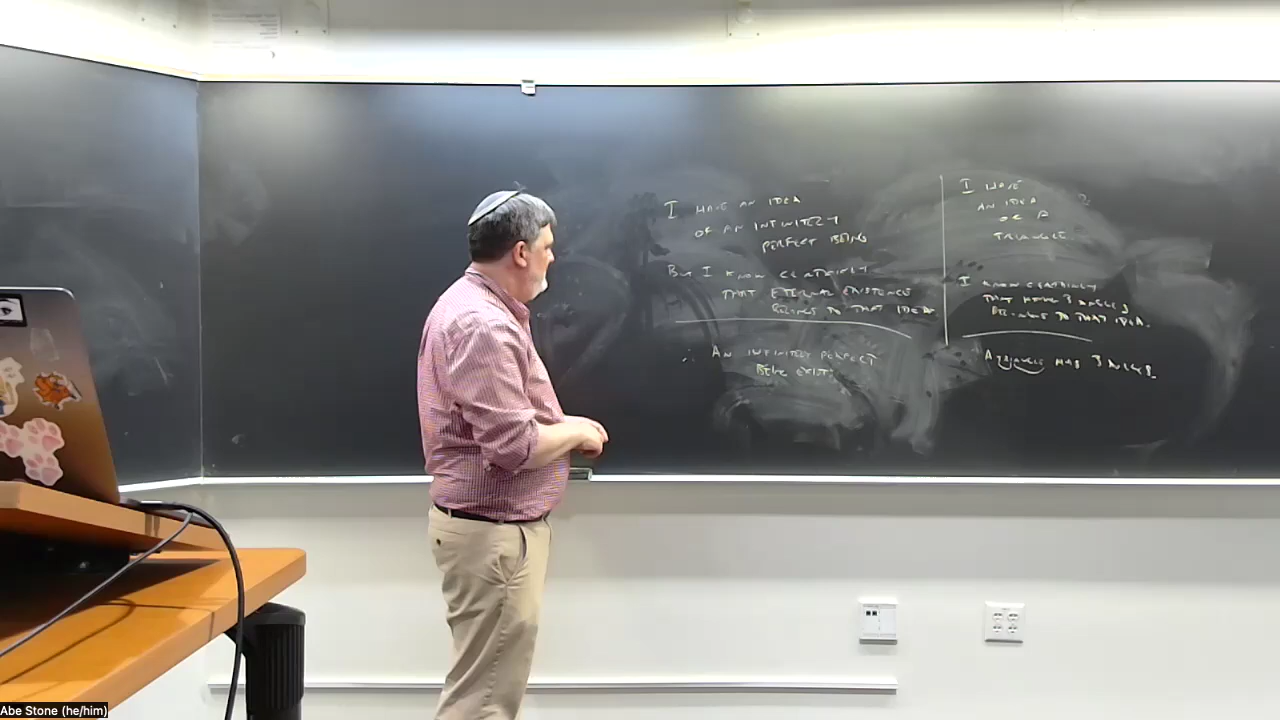 I HAVE AN IDEA
OF AN INFINITELY
PERFECT BEING
BUT I KNOW CERTAINLY
THAT ETERNAL EXISTENCE
BELONGS TO THAT IDEA
∴ AN INFINITELY PERFECT
BEING EXISTS
I HAVE
AN IDEA
OF A
TRIANGLE
I KNOW CERTAINLY
THAT HAVING 3 ANGLES
BELONGS TO THAT IDEA.
A TRIANGLE HAS 3 ANGLES.
Abe Stone (he/him)